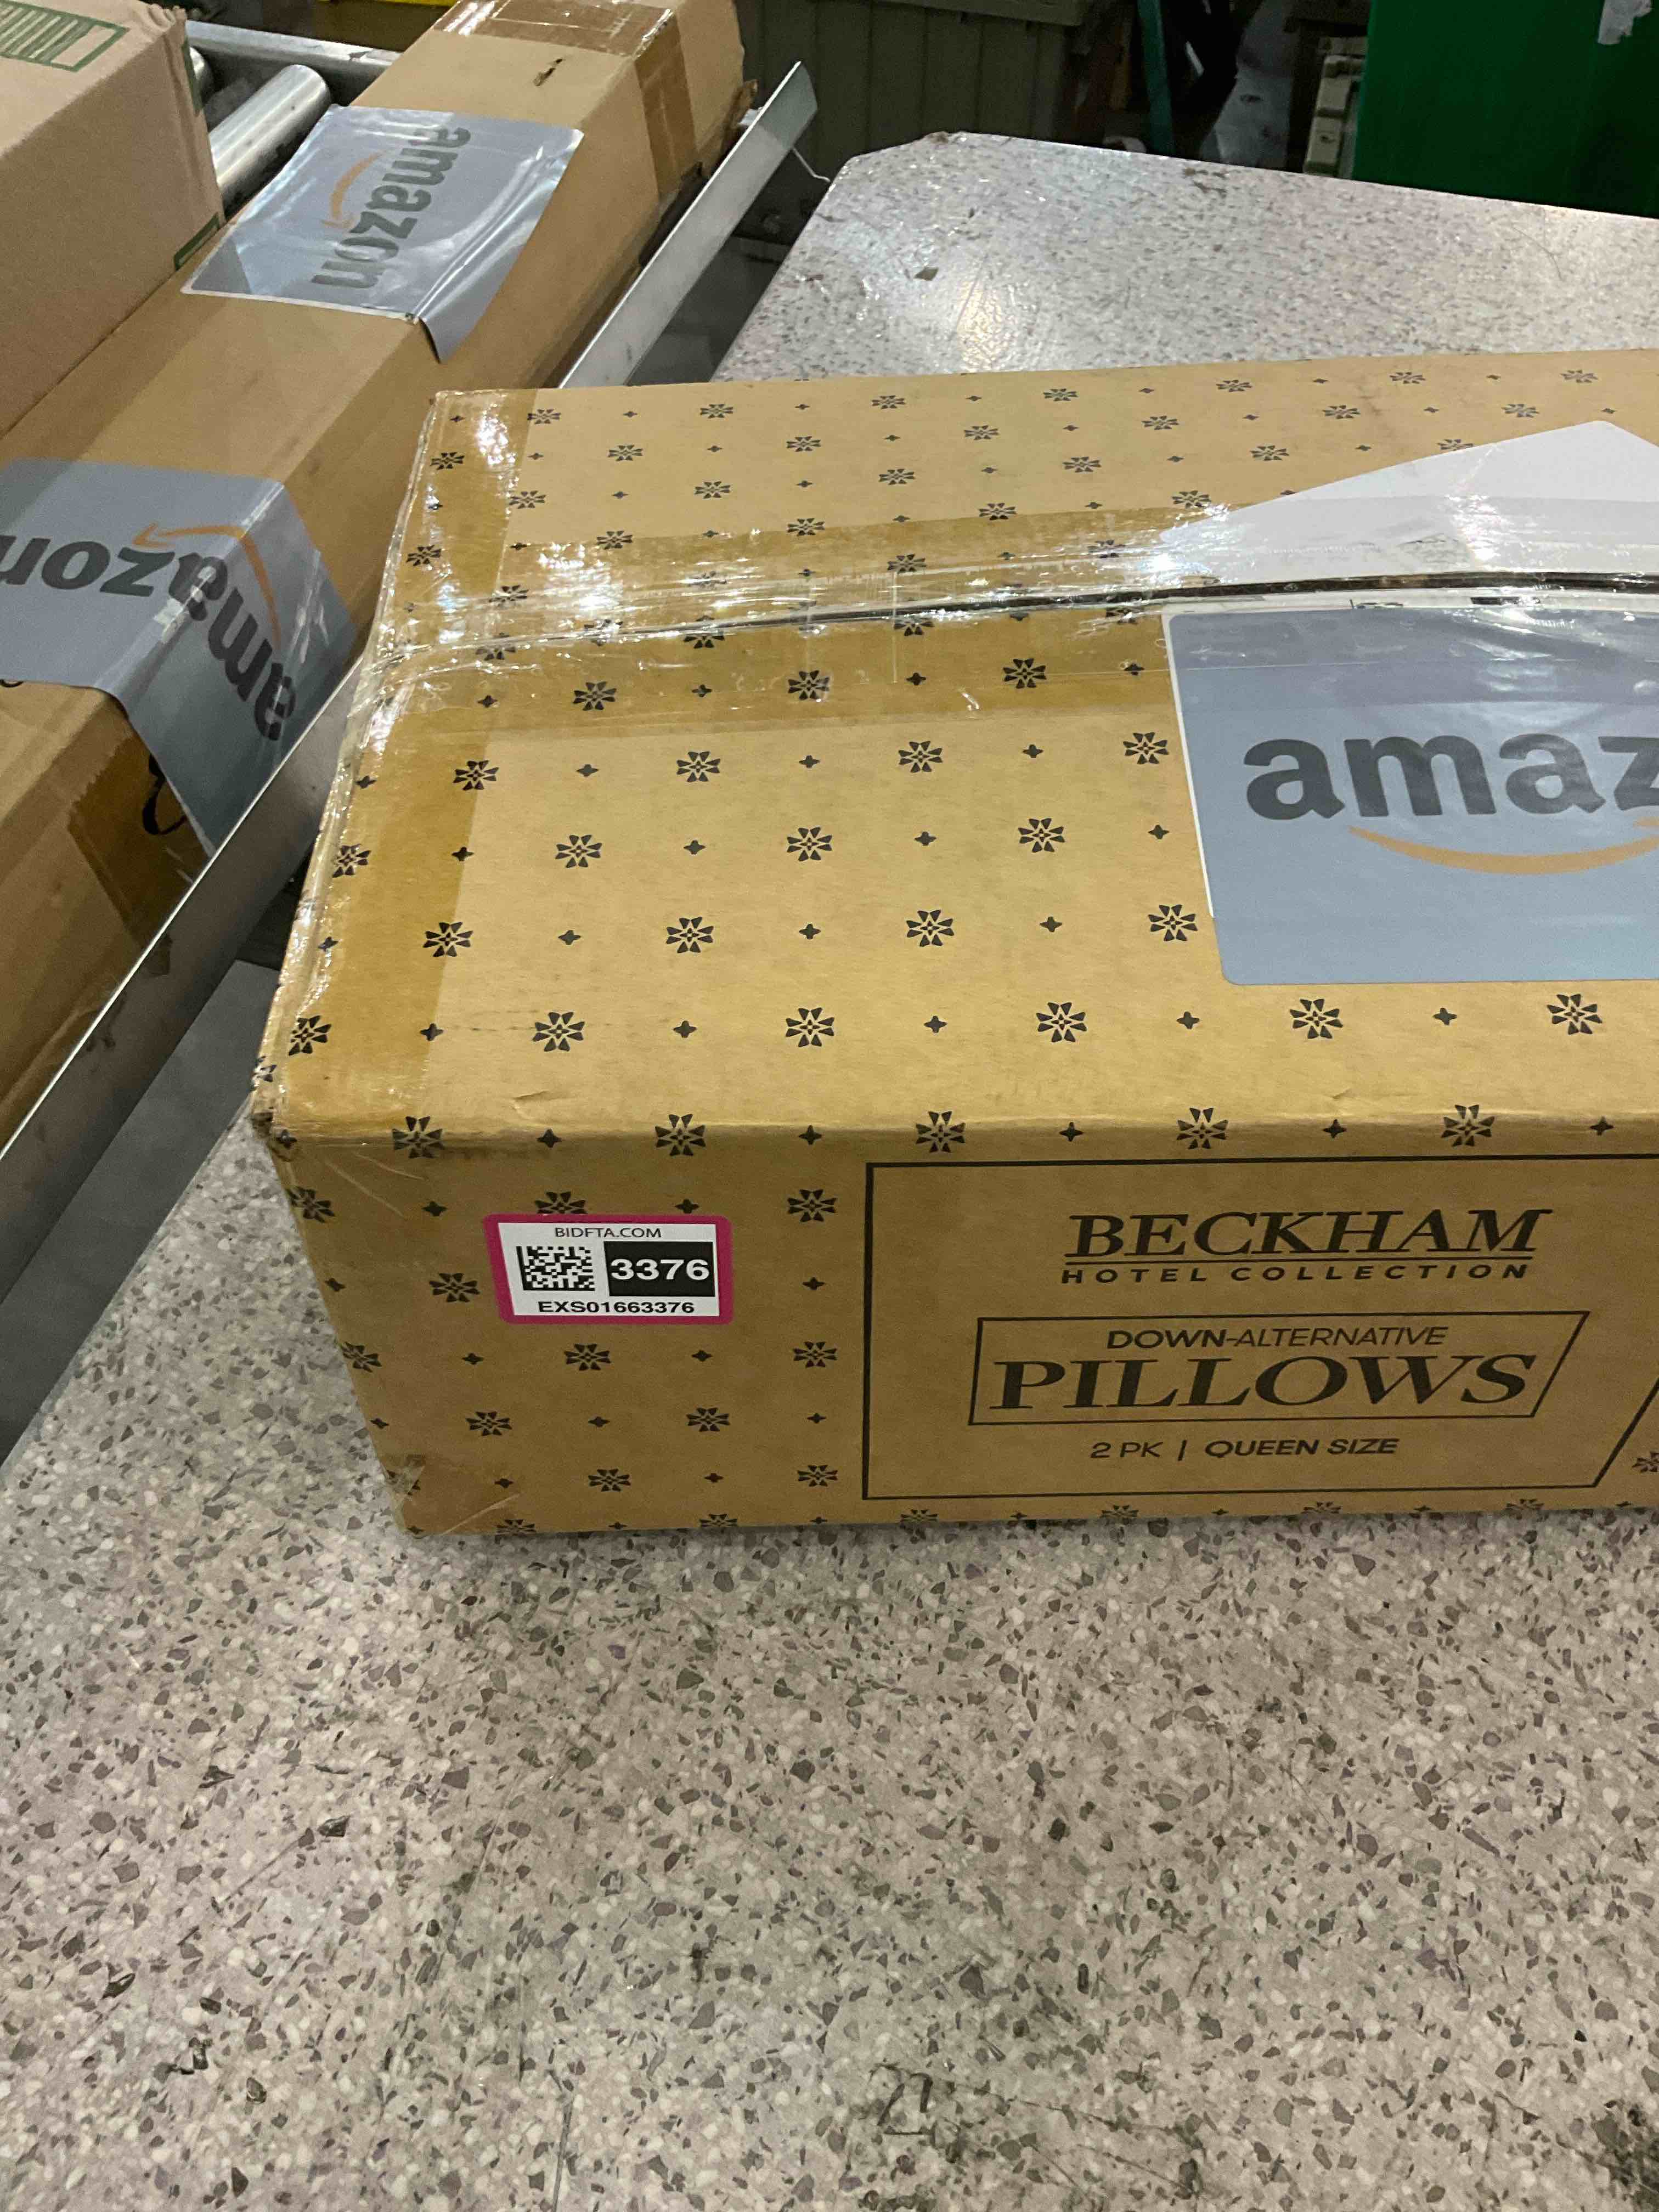 amazon
amazon
amaz
BIDFTA.COM
3376
EXS01663376
BECKHAM
HOTEL COLLECTION
DOWN-ALTERNATIVE
PILLOWS
2 PK | QUEEN SIZE